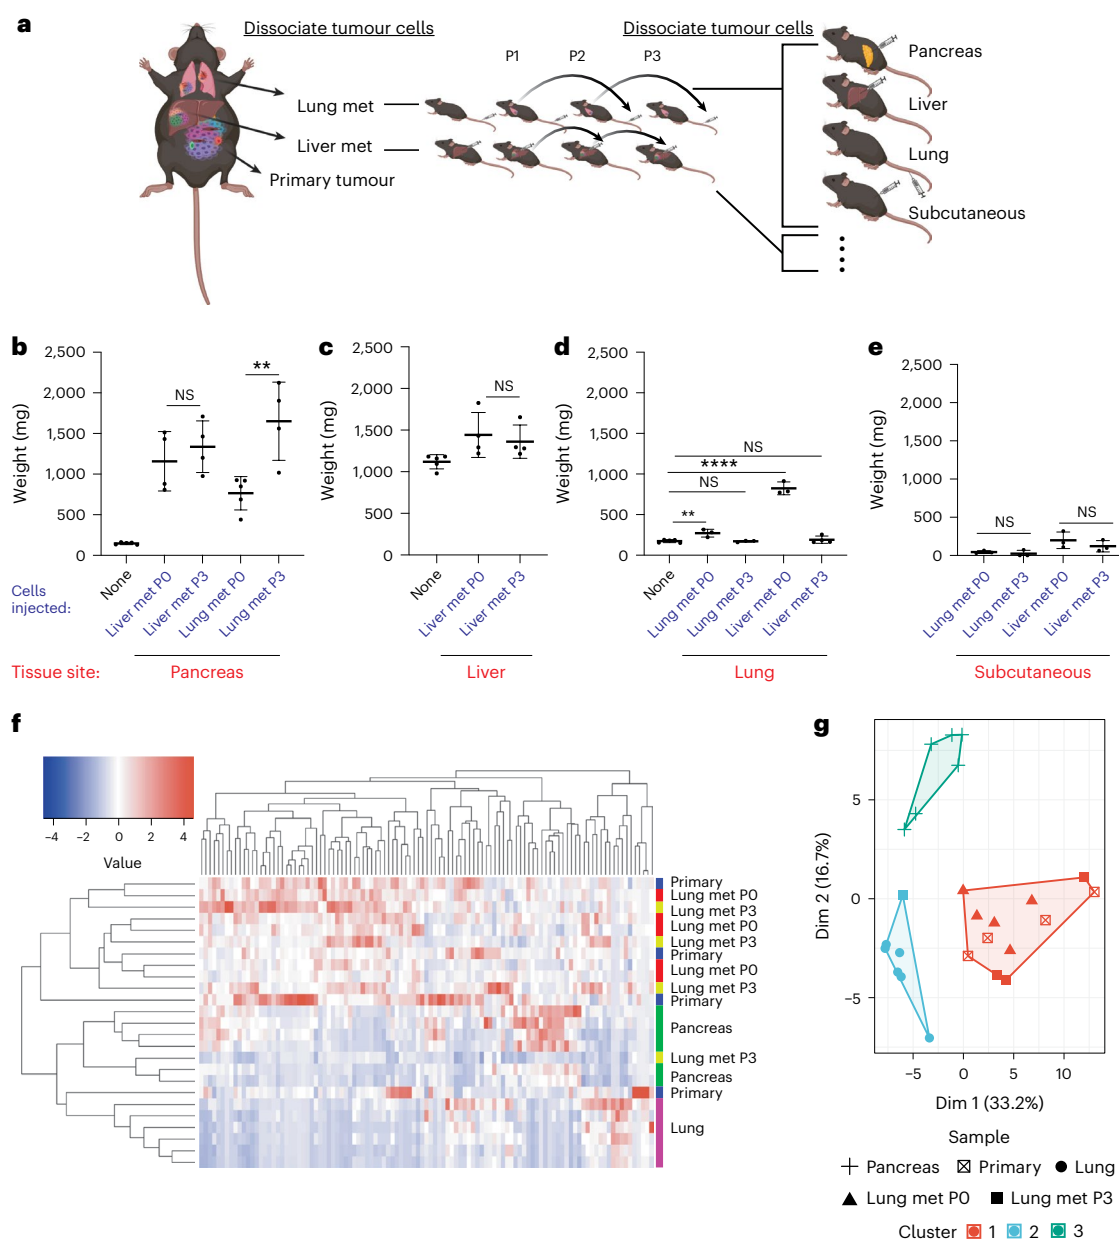 a
Dissociate tumour cells
Dissociate tumour cells
P1 P2 P3
Lung met
Liver met
Primary tumour
Pancreas
Liver
Lung
Subcutaneous
b
Weight (mg)
2,500
2,000
1,500
1,000
500
0
NS
**
None
Liver met P0
Liver met P3
Lung met P0
Lung met P3
Cells
injected:
Tissue site:
Pancreas
c
Weight (mg)
2,500
2,000
1,500
1,000
500
0
NS
None
Liver met P0
Liver met P3
Liver
d
Weight (mg)
2,500
2,000
1,500
1,000
500
0
NS
****
NS
**
None
Lung met P0
Lung met P3
Liver met P0
Liver met P3
Lung
e
Weight (mg)
2,500
2,000
1,500
1,000
500
0
NS
NS
Lung met P0
Lung met P3
Liver met P0
Liver met P3
Subcutaneous
f
−4 −2 0 2 4
Value
Primary
Lung met P0
Lung met P3
Lung met P0
Lung met P3
Primary
Lung met P0
Lung met P3
Primary
Pancreas
Lung met P3
Pancreas
Primary
Lung
g
Dim 2 (16.7%)
5
0
−5
−5 0 5 10
Dim 1 (33.2%)
Sample
Pancreas Primary Lung
Lung met P0 Lung met P3
Cluster 1 2 3